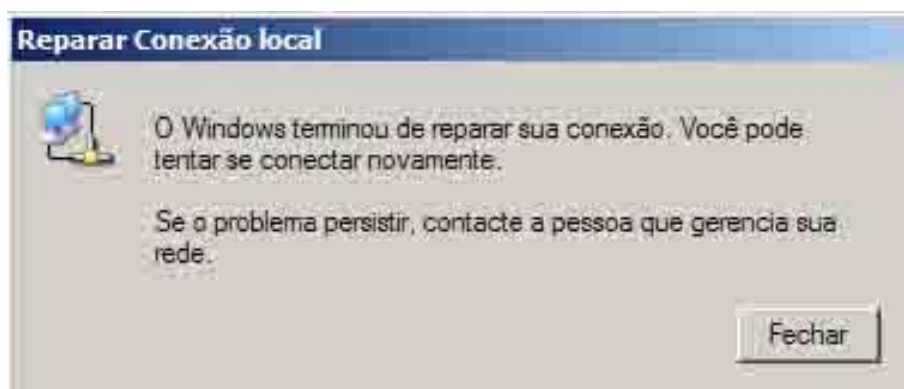 Reparar Conexão local
O Windows terminou de reparar sua conexão. Você pode
tentar se conectar novamente.
Se o problema persistir, contacte a pessoa que gerencia sua
rede.
Fechar